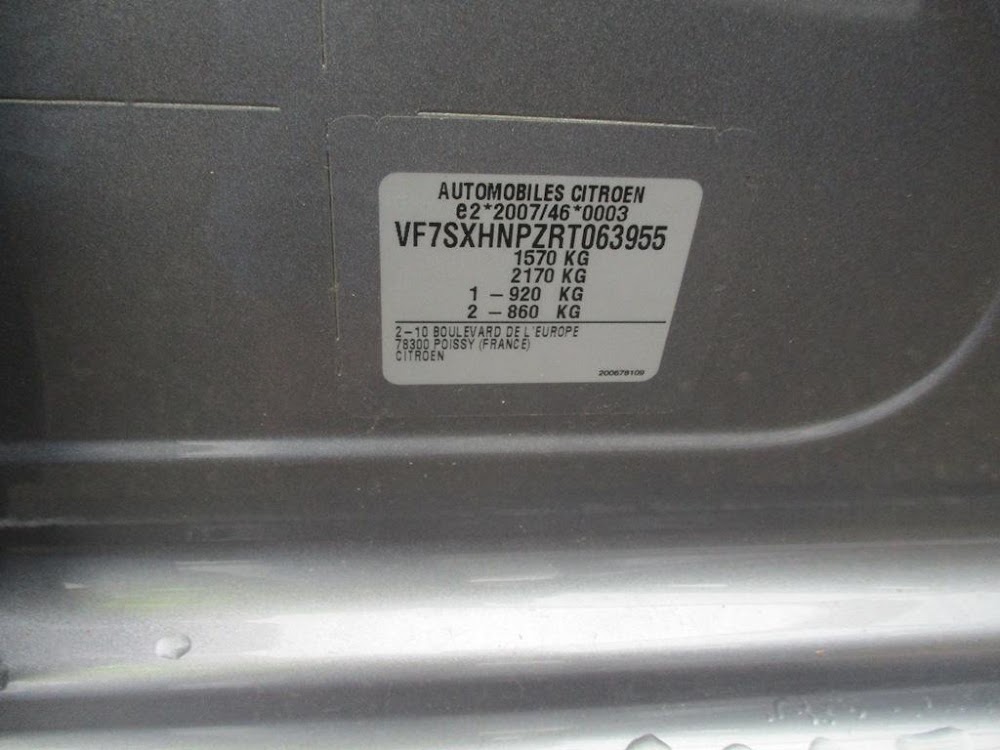 AUTOMOBILES CITROEN
e2*2007/46*0003
VF7SXHNPZRT063955
1570 KG
2170 KG
1 - 920 KG
2 - 860 KG
2-10 BOULEVARD DE L'EUROPE
78300 POISSY (FRANCE)
CITROEN
200678109